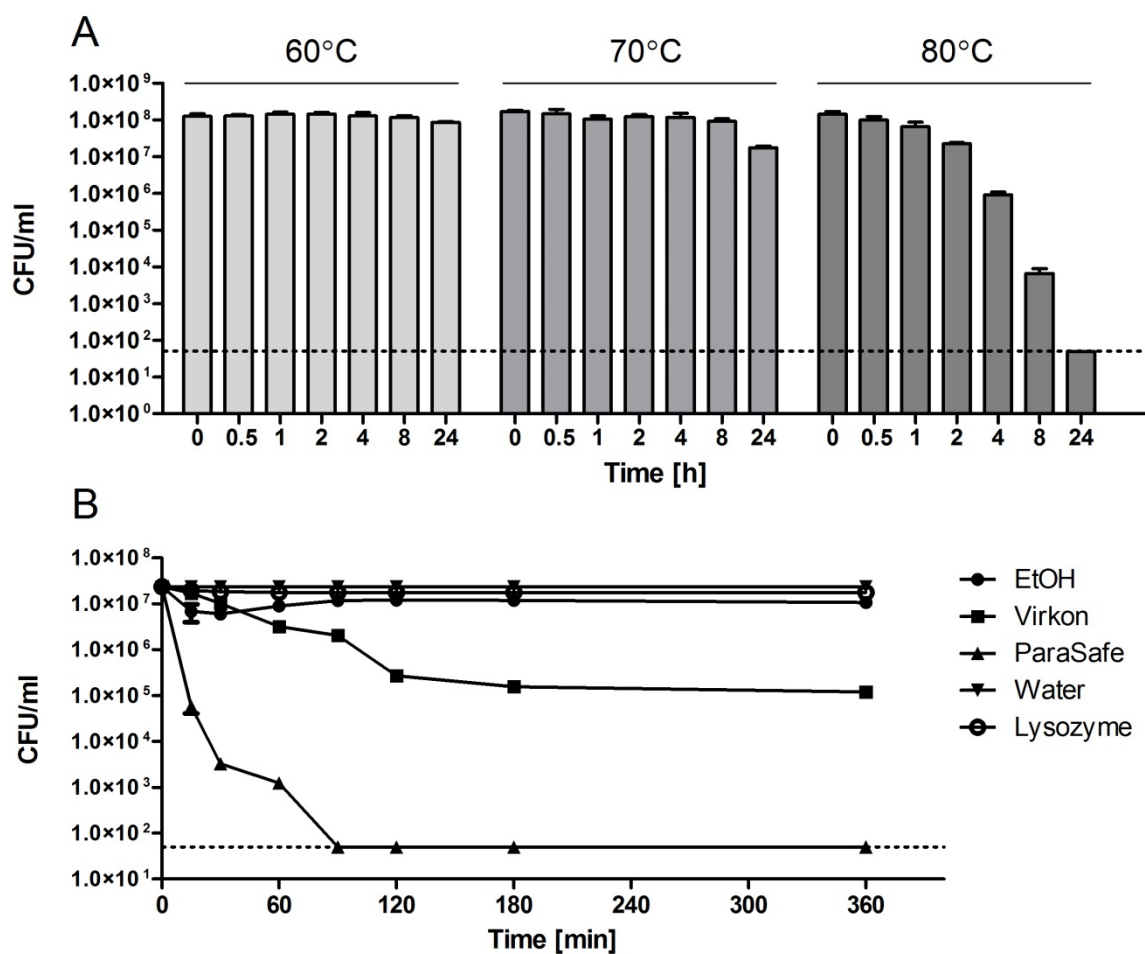 A
60°C 70°C 80°C
1.0×10⁹
1.0×10⁸
1.0×10⁷
1.0×10⁶
1.0×10⁵
1.0×10⁴
1.0×10³
1.0×10²
1.0×10¹
1.0×10⁰
CFU/ml
0 0.5 1 2 4 8 24 0 0.5 1 2 4 8 24 0 0.5 1 2 4 8 24
Time [h]
B
1.0×10⁸
1.0×10⁷
1.0×10⁶
1.0×10⁵
1.0×10⁴
1.0×10³
1.0×10²
1.0×10¹
CFU/ml
EtOH
Virkon
ParaSafe
Water
Lysozyme
0 60 120 180 240 300 360
Time [min]